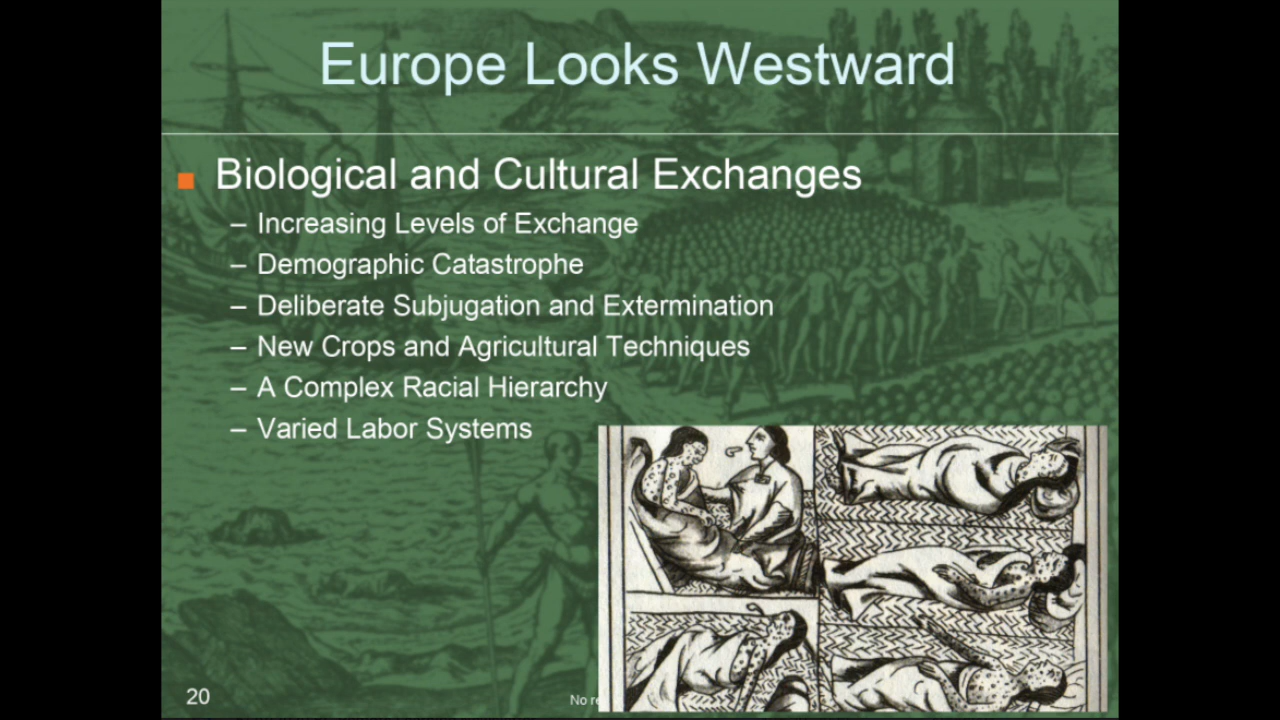 Europe Looks Westward
Biological and Cultural Exchanges
– Increasing Levels of Exchange
– Demographic Catastrophe
– Deliberate Subjugation and Extermination
– New Crops and Agricultural Techniques
– A Complex Racial Hierarchy
– Varied Labor Systems
20
No